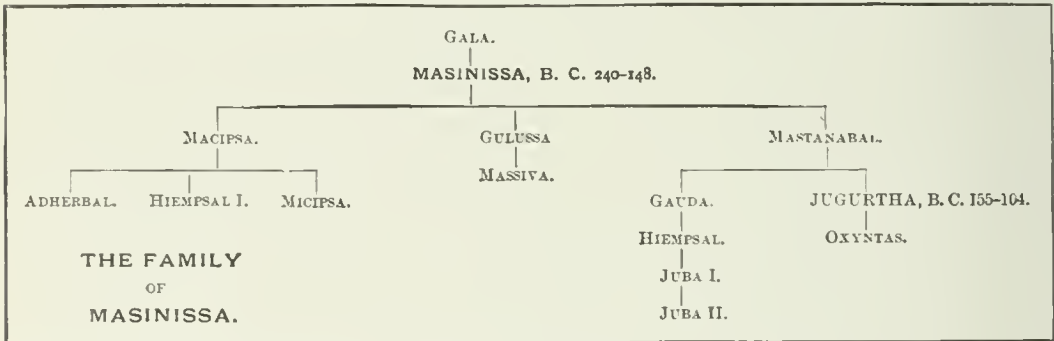 GALA.
MASINISSA, B. C. 240-148.
MACIPSA. GULUSSA MASTANABAL.
MASSIVA.
ADHERBAL. HIEMPSAL I. MICIPSA. GAUDA. JUGURTHA, B. C. 155-104.
HIEMPSAL. OXYNTAS.
THE FAMILY
JUBA I.
OF
MASINISSA.
JUBA II.